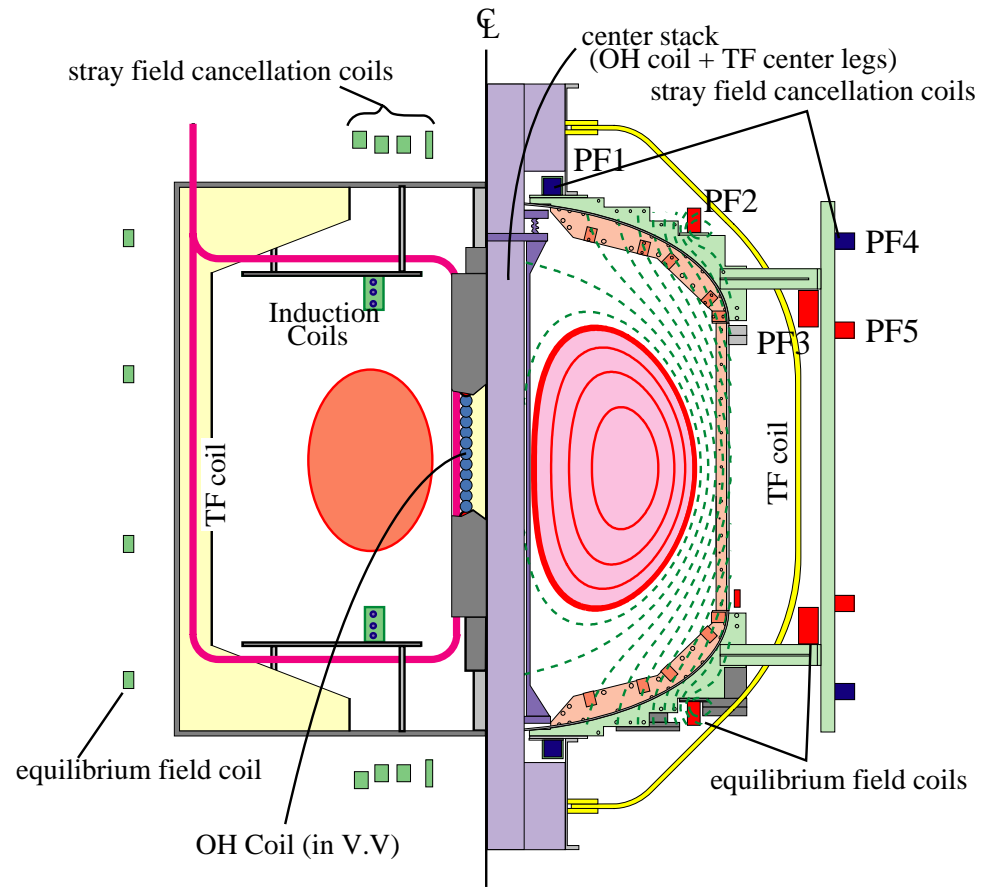 ℄
center stack
(OH coil + TF center legs)
stray field cancellation coils
stray field cancellation coils
PF1
PF2
PF4
Induction
Coils
PF3
PF5
TF coil
TF coil
equilibrium field coil
equilibrium field coils
OH Coil (in V.V)